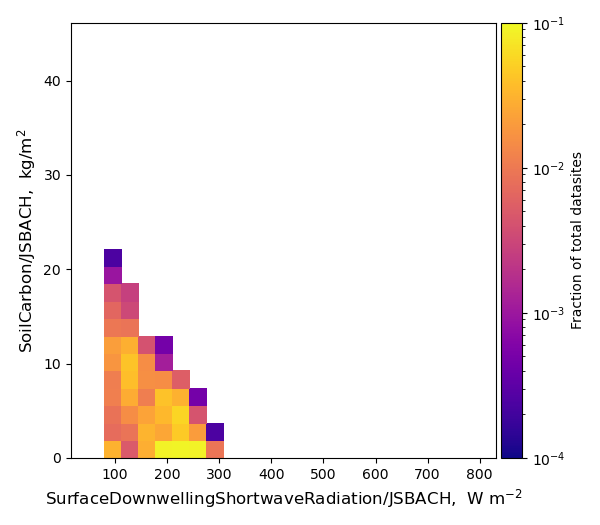 SoilCarbon/JSBACH, kg/m²
40
30
20
10
0
100 200 300 400 500 600 700 800
SurfaceDownwellingShortwaveRadiation/JSBACH, W m⁻²
10⁻¹
10⁻²
10⁻³
10⁻⁴
Fraction of total datasites